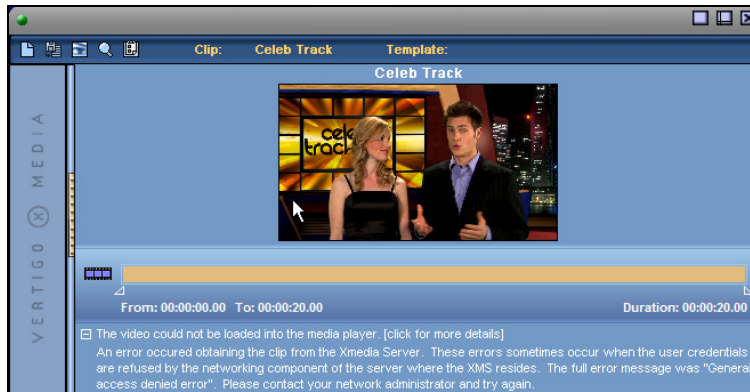 Clip: Celeb Track Template:
Celeb Track
celeb
track
VERTIGO X MEDIA
From: 00:00:00.00 To: 00:00:20.00 Duration: 00:00:20.00
The video could not be loaded into the media player. [click for more details]
An error occured obtaining the clip from the Xmedia Server. These errors sometimes occur when the user credentials
are refused by the networking component of the server where the XMS resides. The full error message was "General
access denied error". Please contact your network administrator and try again.